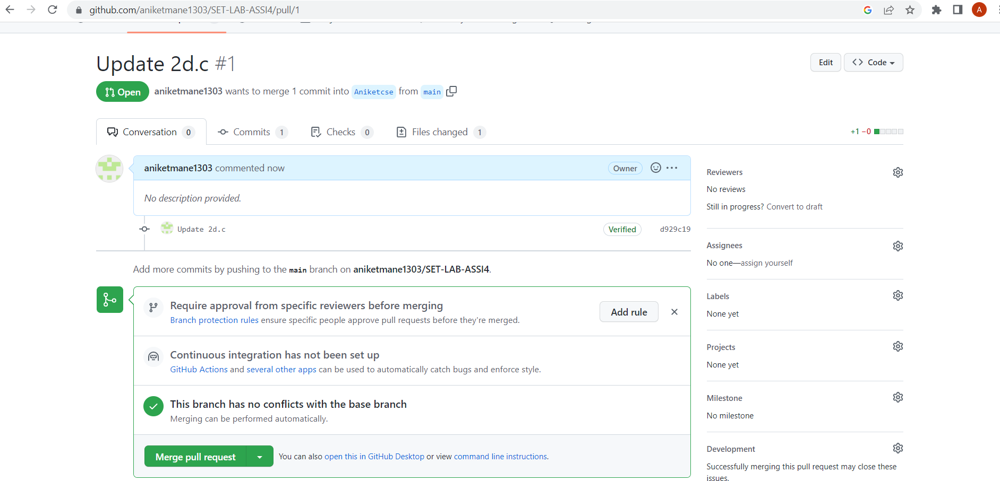 github.com/aniketmane1303/SET-LAB-ASSI4/pull/1
A
Update 2d.c #1
Edit
Code
Open
aniketmane1303 wants to merge 1 commit into Aniketcse from main
Conversation 0
Commits 1
Checks 0
Files changed 1
+1 −0
aniketmane1303 commented now
Owner
No description provided.
Update 2d.c
Verified
d929c19
Add more commits by pushing to the main branch on aniketmane1303/SET-LAB-ASSI4.
Require approval from specific reviewers before merging
Branch protection rules ensure specific people approve pull requests before they're merged.
Add rule
Continuous integration has not been set up
GitHub Actions and several other apps can be used to automatically catch bugs and enforce style.
This branch has no conflicts with the base branch
Merging can be performed automatically.
Merge pull request
You can also open this in GitHub Desktop or view command line instructions.
Reviewers
No reviews
Still in progress? Convert to draft
Assignees
No one—assign yourself
Labels
None yet
Projects
None yet
Milestone
No milestone
Development
Successfully merging this pull request may close these
issues.